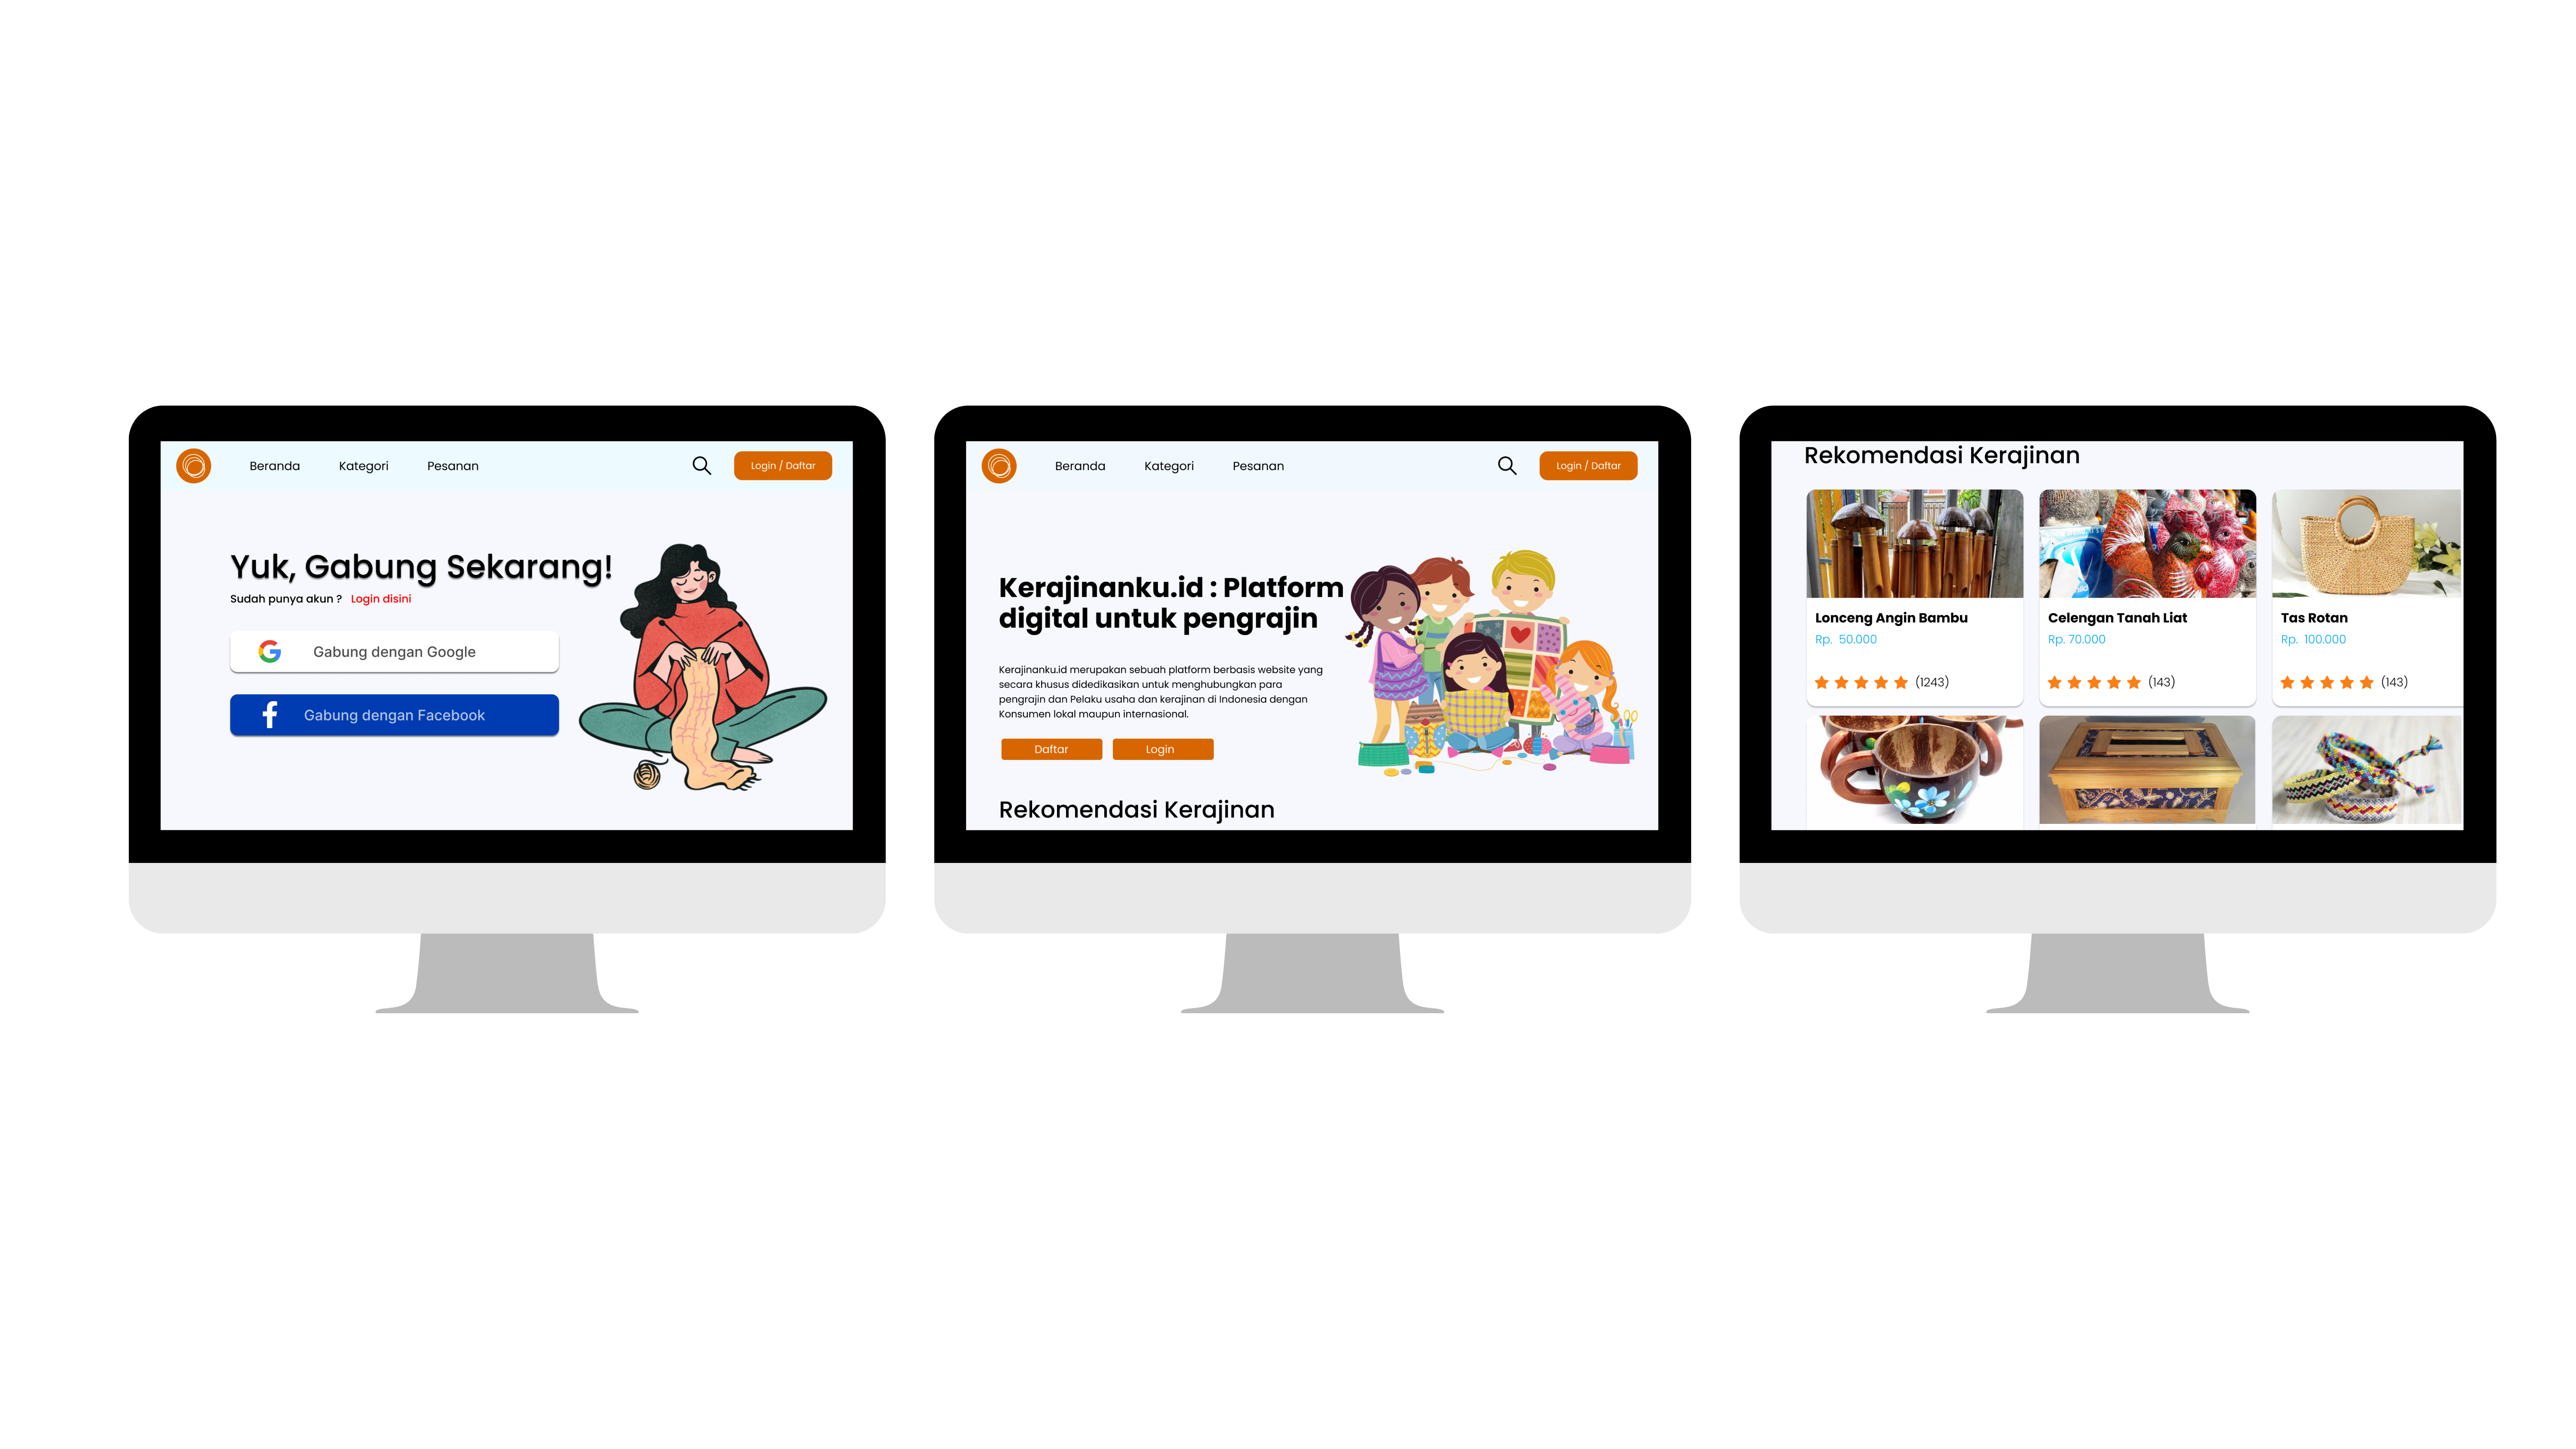 Beranda
Kategori
Pesanan
Login / Daftar
Yuk, Gabung Sekarang!
Sudah punya akun ? Login disini
Gabung dengan Google
Gabung dengan Facebook
Beranda
Kategori
Pesanan
Login / Daftar
Kerajinanku.id : Platform
digital untuk pengrajin
Kerajinanku.id merupakan sebuah platform berbasis website yang
secara khusus didedikasikan untuk menghubungkan para
pengrajin dan Pelaku usaha dan kerajinan di Indonesia dengan
Konsumen lokal maupun internasional.
Daftar
Login
Rekomendasi Kerajinan
Rekomendasi Kerajinan
Lonceng Angin Bambu
Rp. 50.000
(1243)
Celengan Tanah Liat
Rp. 70.000
(143)
Tas Rotan
Rp. 100.000
(143)